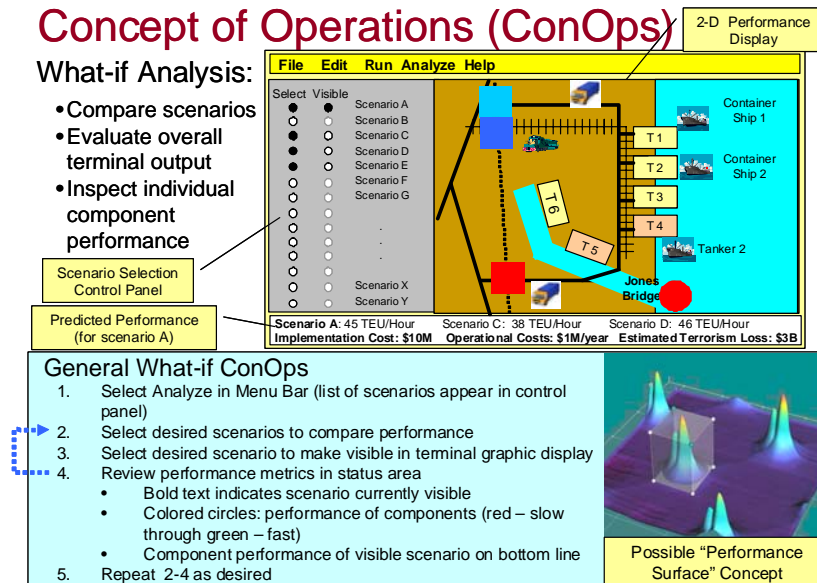 Concept of Operations (ConOps)
2-D Performance
Display
What-if Analysis:
•Compare scenarios
•Evaluate overall
terminal output
•Inspect individual
component
performance
File Edit Run Analyze Help
Select Visible
Scenario A
Scenario B
Scenario C
Scenario D
Scenario E
Scenario F
Scenario G
.
.
.
Scenario X
Scenario Y
T 1
T 2
T 3
T 4
T 6
T 5
Container
Ship 1
Container
Ship 2
Tanker 2
Jones
Bridge
Scenario Selection
Control Panel
Predicted Performance
(for scenario A)
Scenario A: 45 TEU/Hour Scenario C: 38 TEU/Hour Scenario D: 46 TEU/Hour
Implementation Cost: $10M Operational Costs: $1M/year Estimated Terrorism Loss: $3B
General What-if ConOps
1. Select Analyze in Menu Bar (list of scenarios appear in control
panel)
2. Select desired scenarios to compare performance
3. Select desired scenario to make visible in terminal graphic display
4. Review performance metrics in status area
• Bold text indicates scenario currently visible
• Colored circles: performance of components (red – slow
through green – fast)
• Component performance of visible scenario on bottom line
5. Repeat 2-4 as desired
Possible “Performance
Surface” Concept